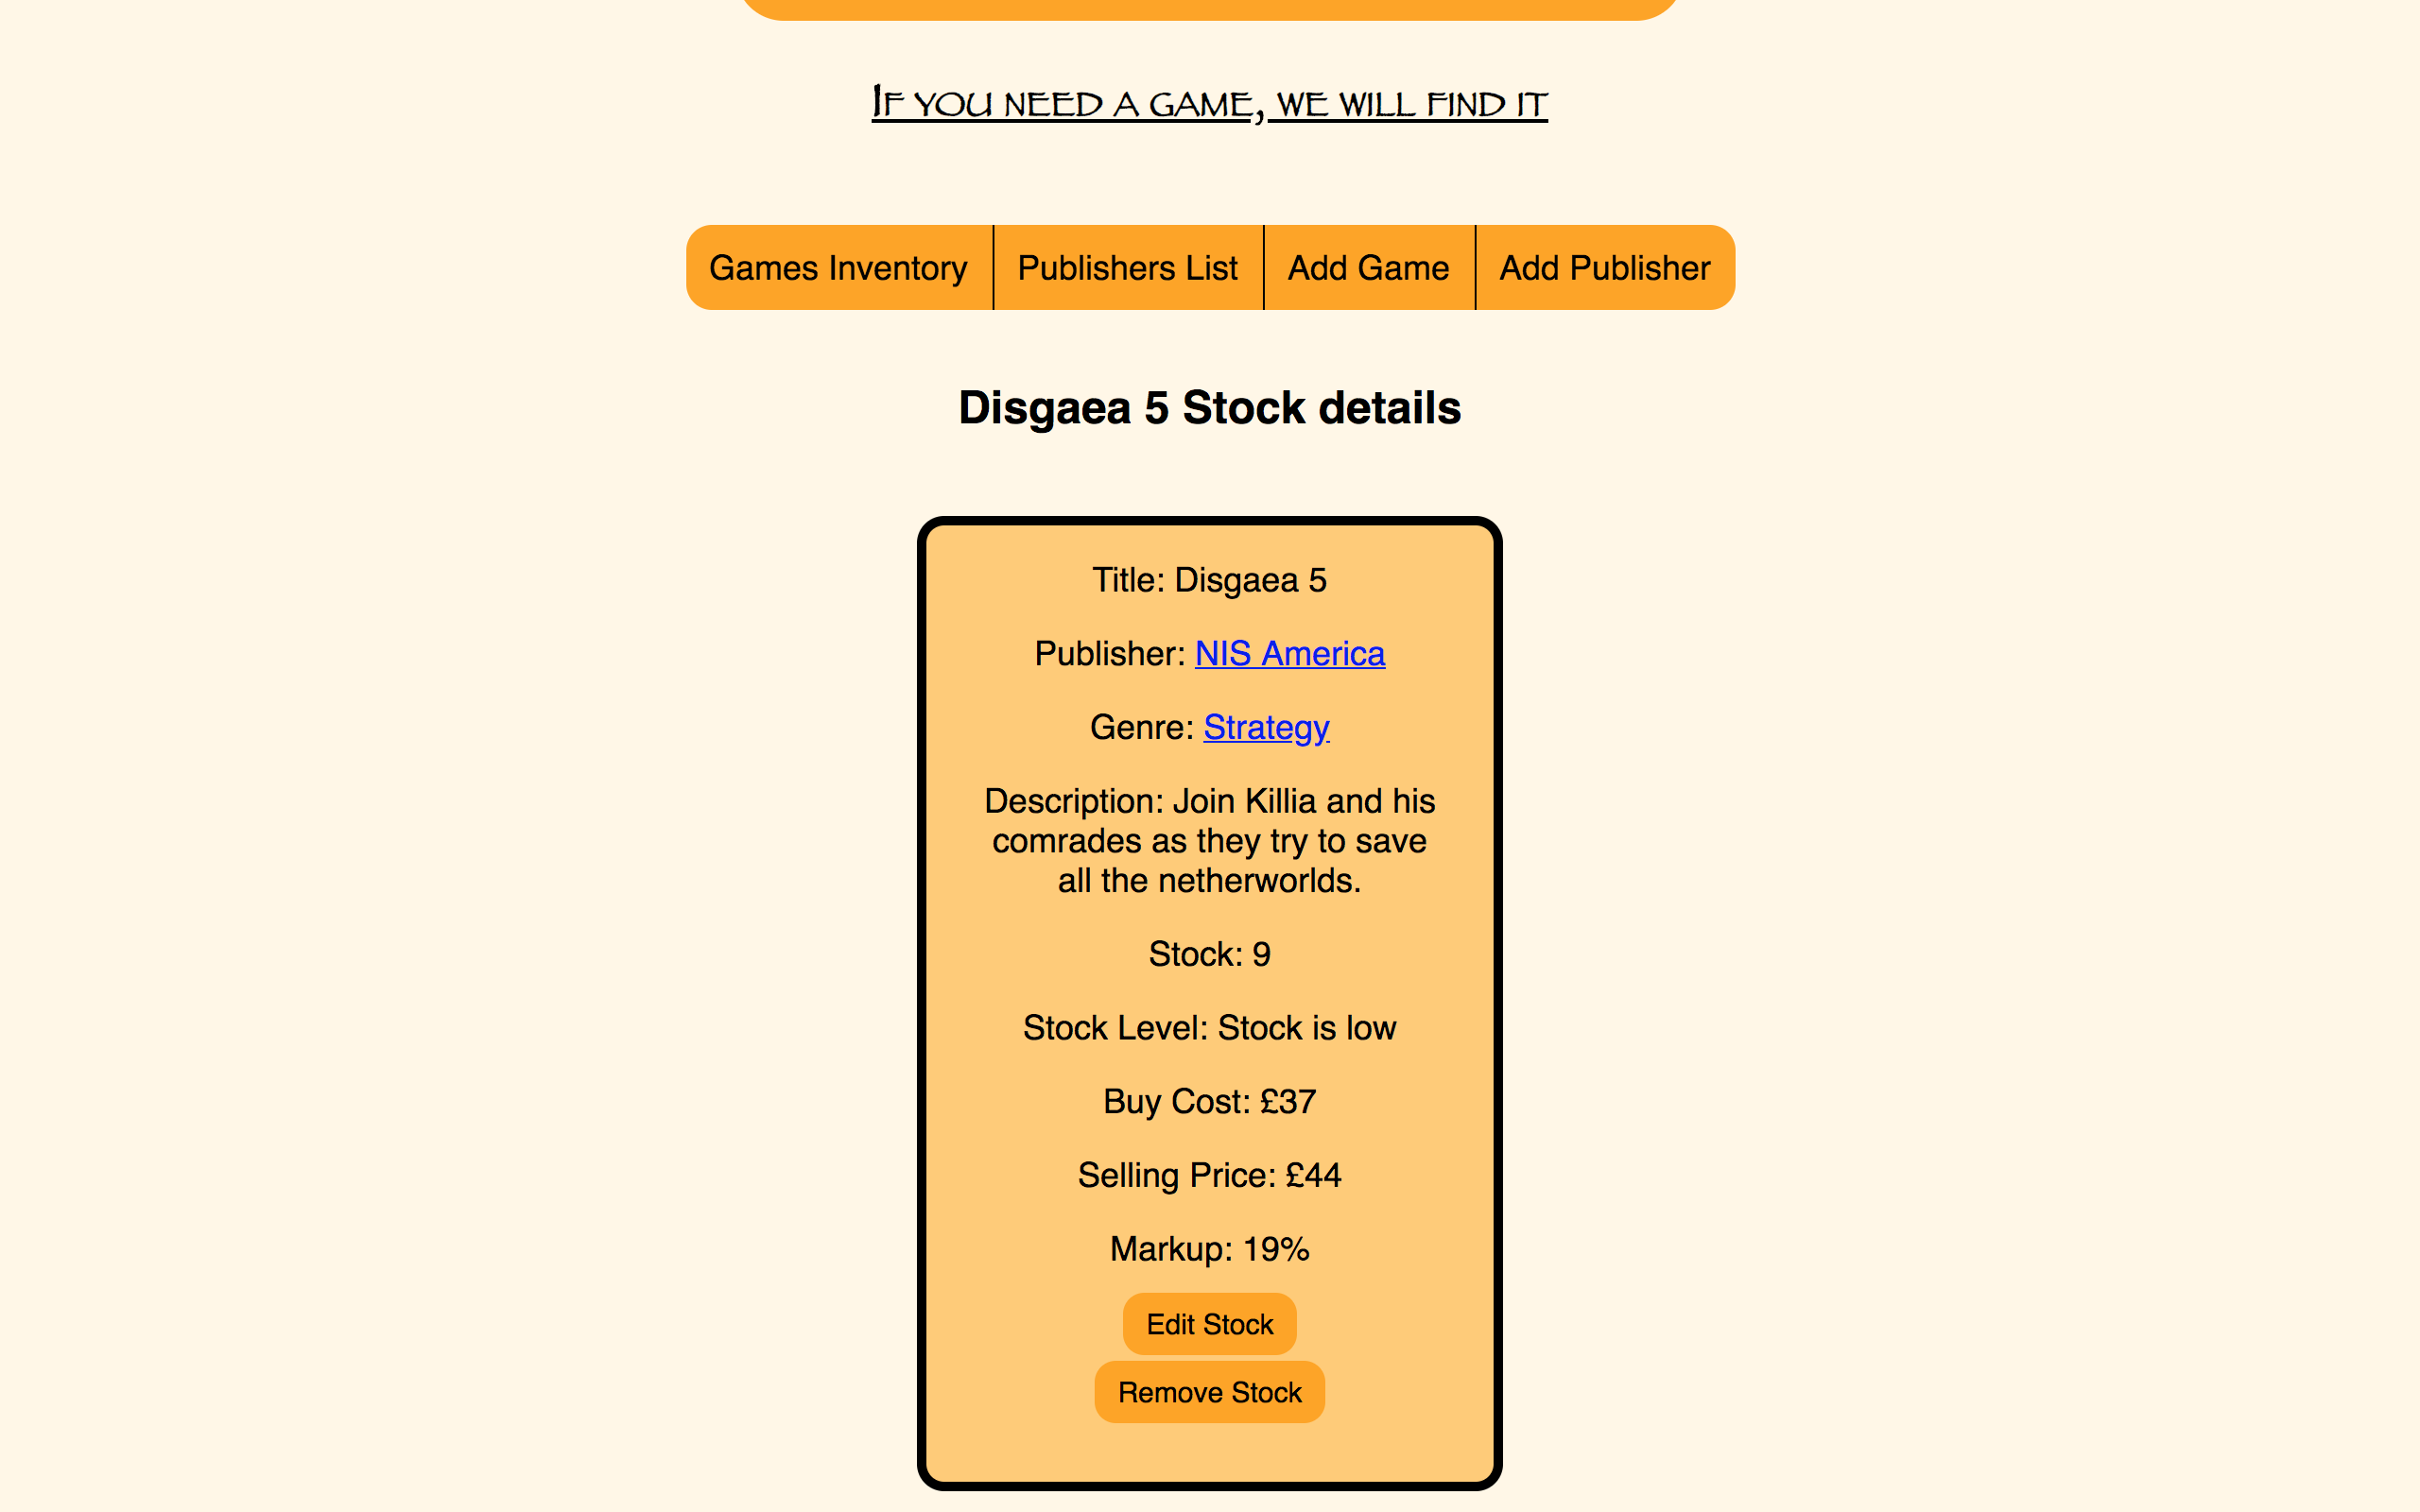 If you need a game, we will find it
Games Inventory
Publishers List
Add Game
Add Publisher
Disgaea 5 Stock details
Title: Disgaea 5
Publisher: NIS America
Genre: Strategy
Description: Join Killia and his
comrades as they try to save
all the netherworlds.
Stock: 9
Stock Level: Stock is low
Buy Cost: £37
Selling Price: £44
Markup: 19%
Edit Stock
Remove Stock